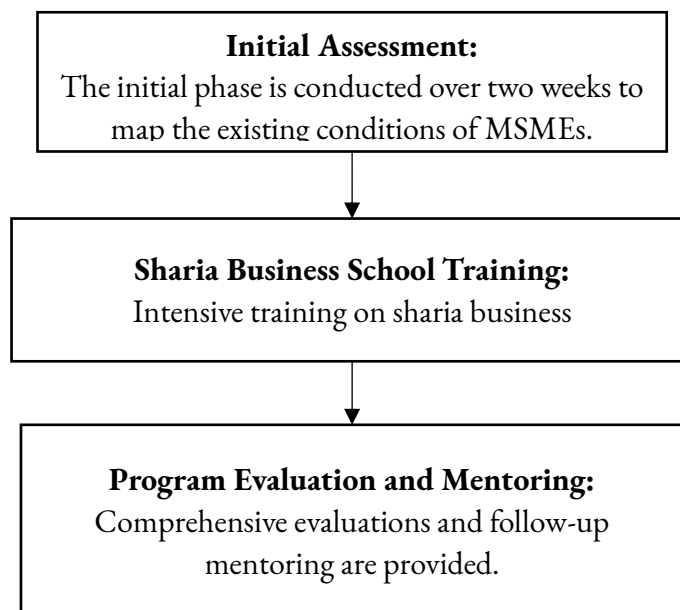 Initial Assessment:
The initial phase is conducted over two weeks to
map the existing conditions of MSMEs.
Sharia Business School Training:
Intensive training on sharia business
Program Evaluation and Mentoring:
Comprehensive evaluations and follow-up
mentoring are provided.